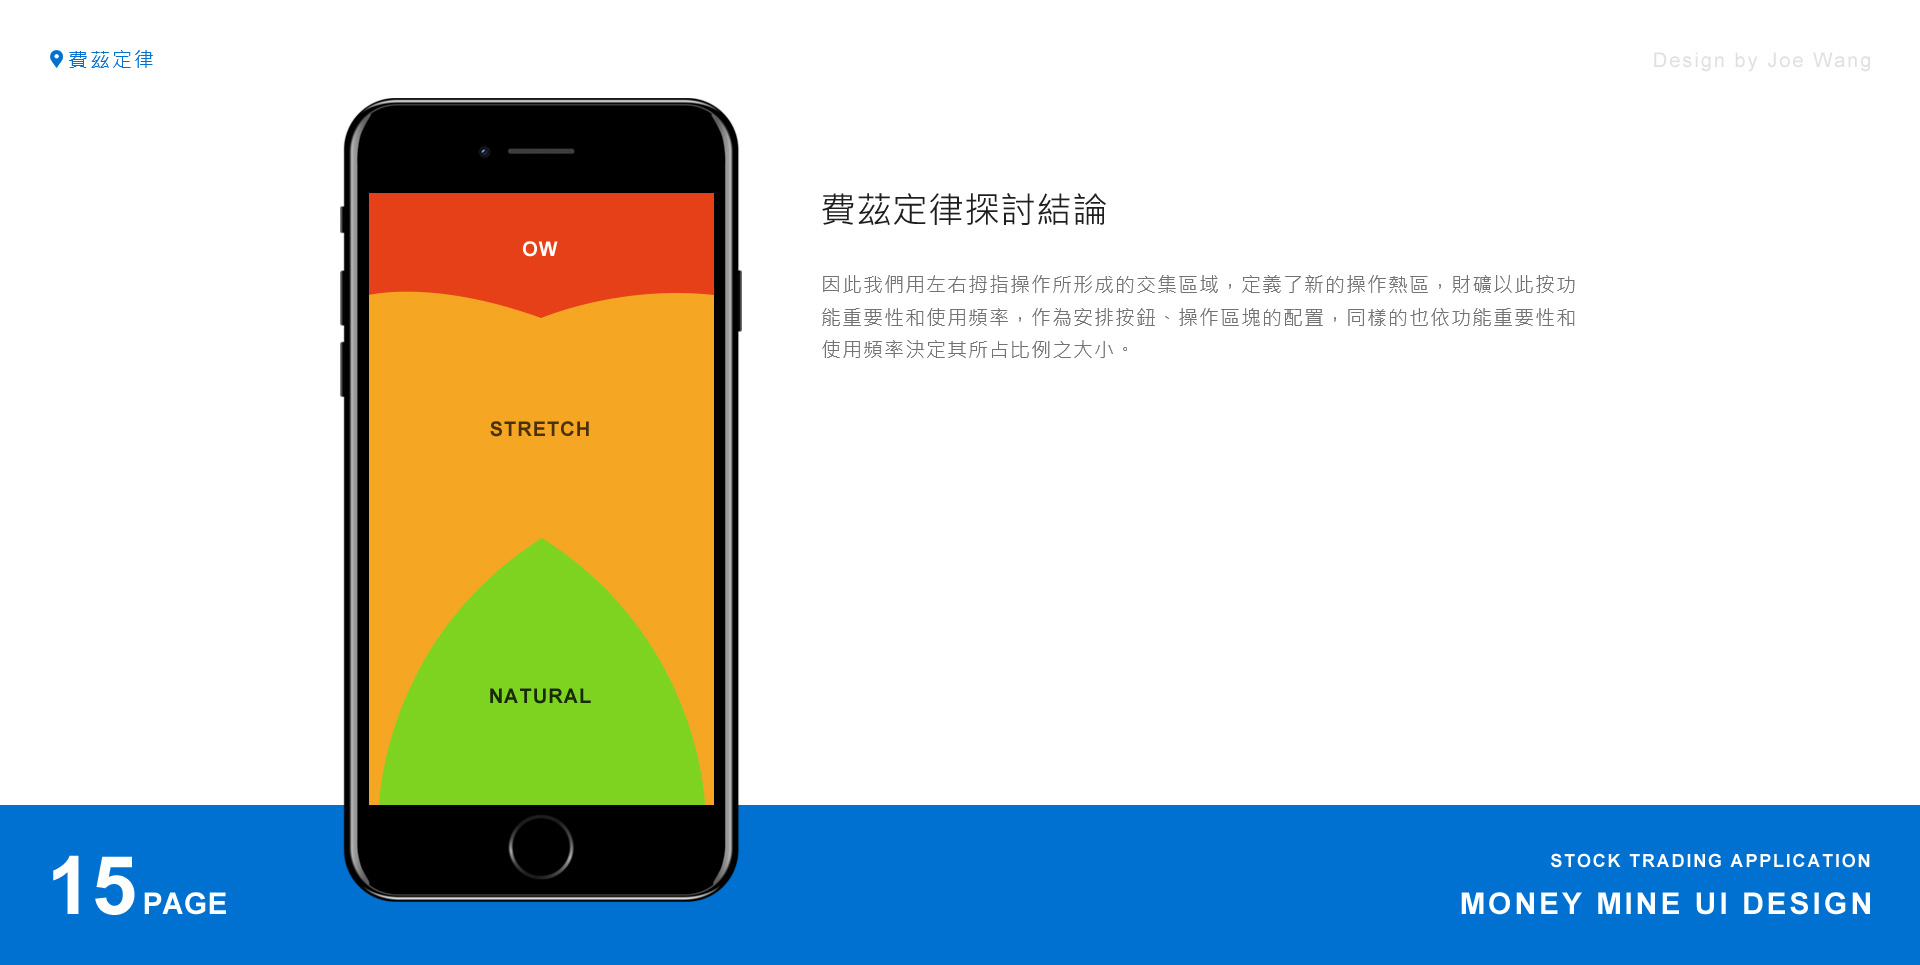 費茲定律
Design by Joe Wang
OW
STRETCH
NATURAL
費茲定律探討結論
因此我們用左右拇指操作所形成的交集區域，定義了新的操作熱區，財礦以此按功
能重要性和使用頻率，作為安排按鈕、操作區塊的配置，同樣的也依功能重要性和
使用頻率決定其所占比例之大小。
15 PAGE
STOCK TRADING APPLICATION
MONEY MINE UI DESIGN